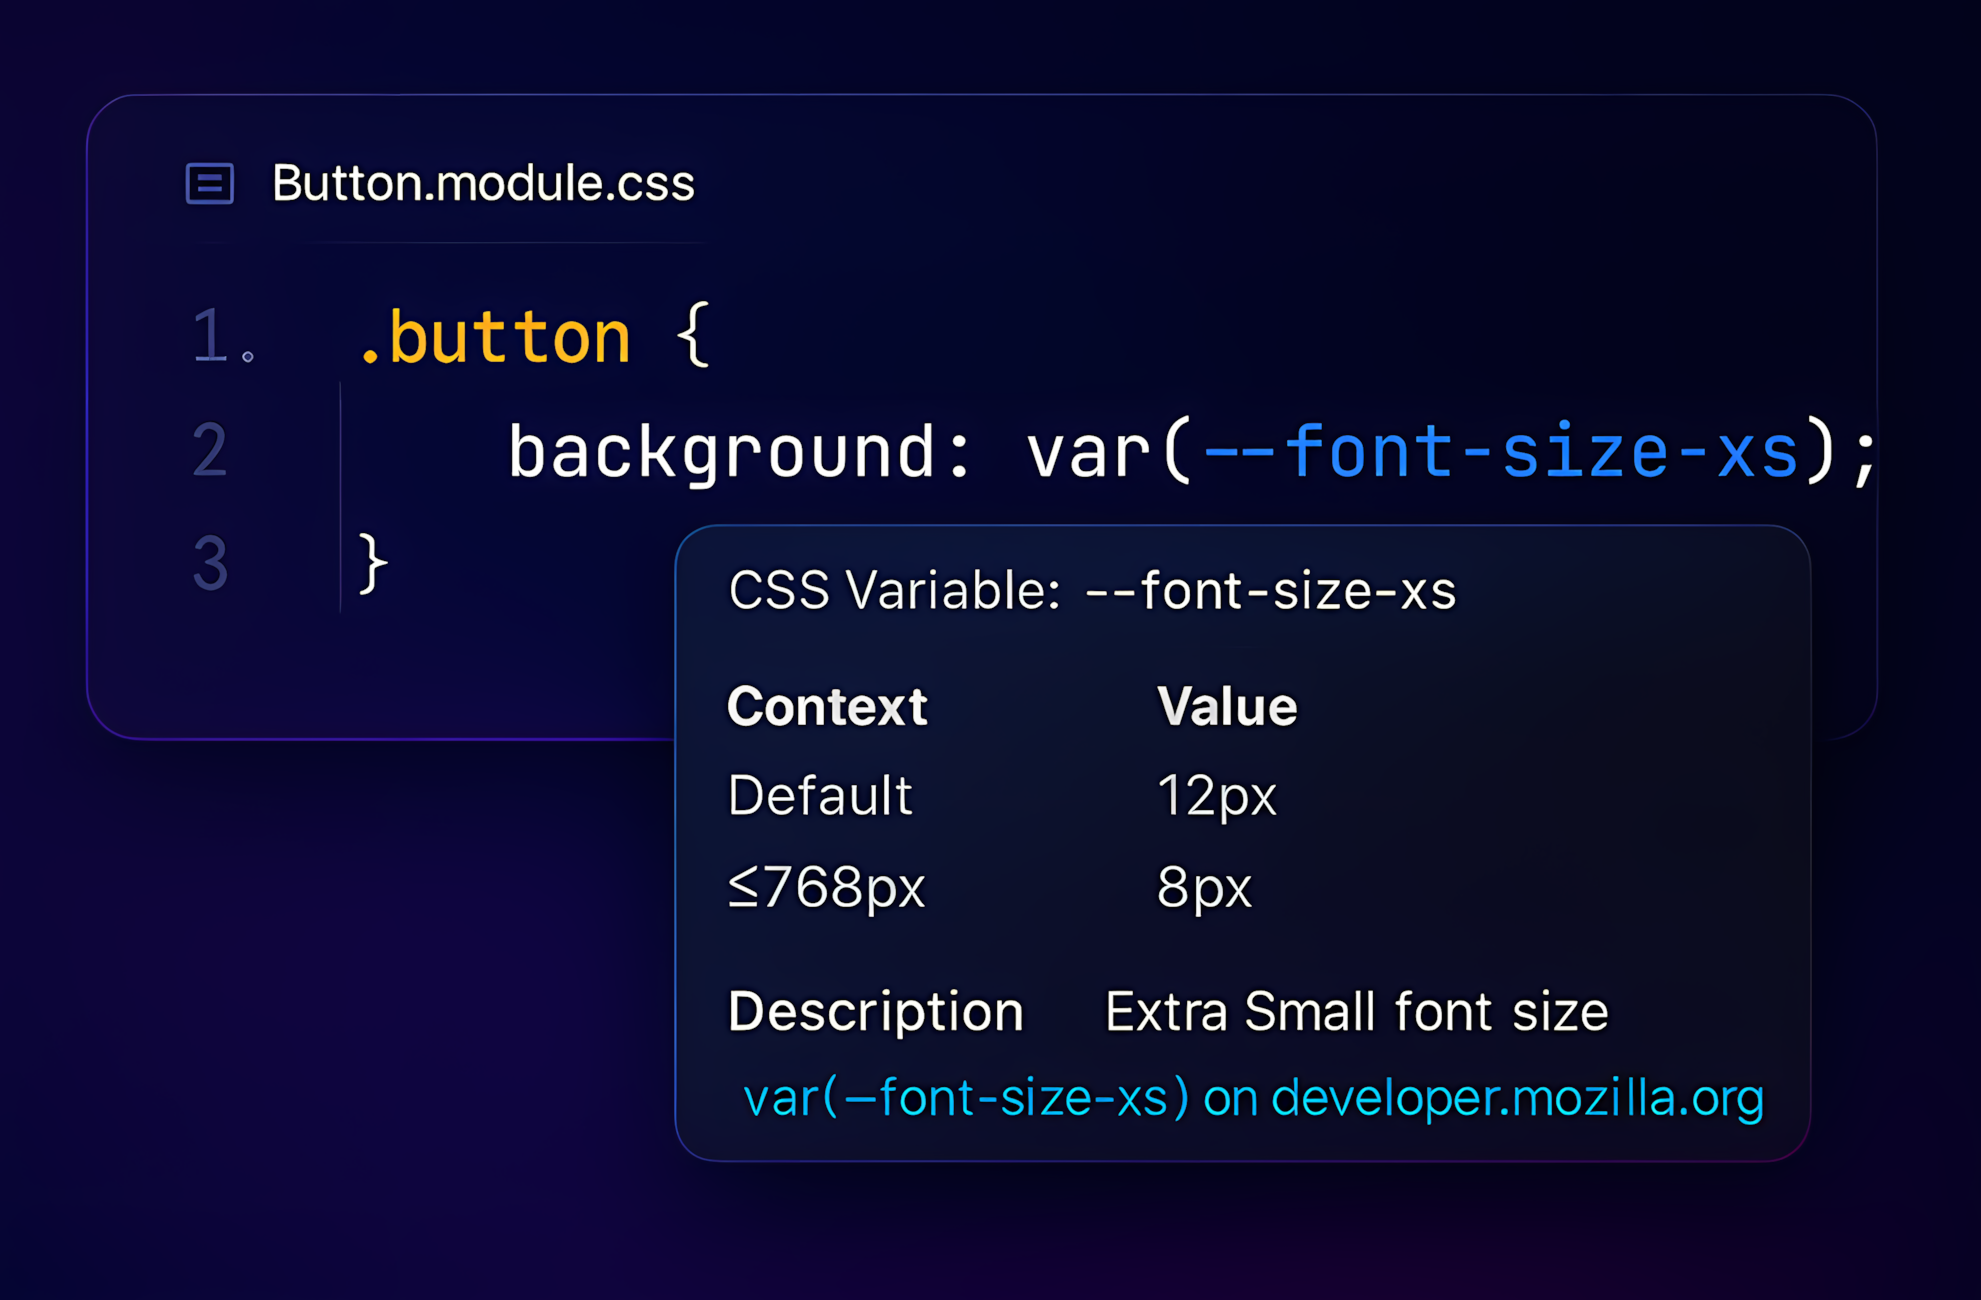 Button.module.css
1. .button {
2 background: var(--font-size-xs);
3 }
CSS Variable: --font-size-xs
Context Value
Default 12px
≤768px 8px
Description Extra Small font size
var(–font-size-xs) on developer.mozilla.org